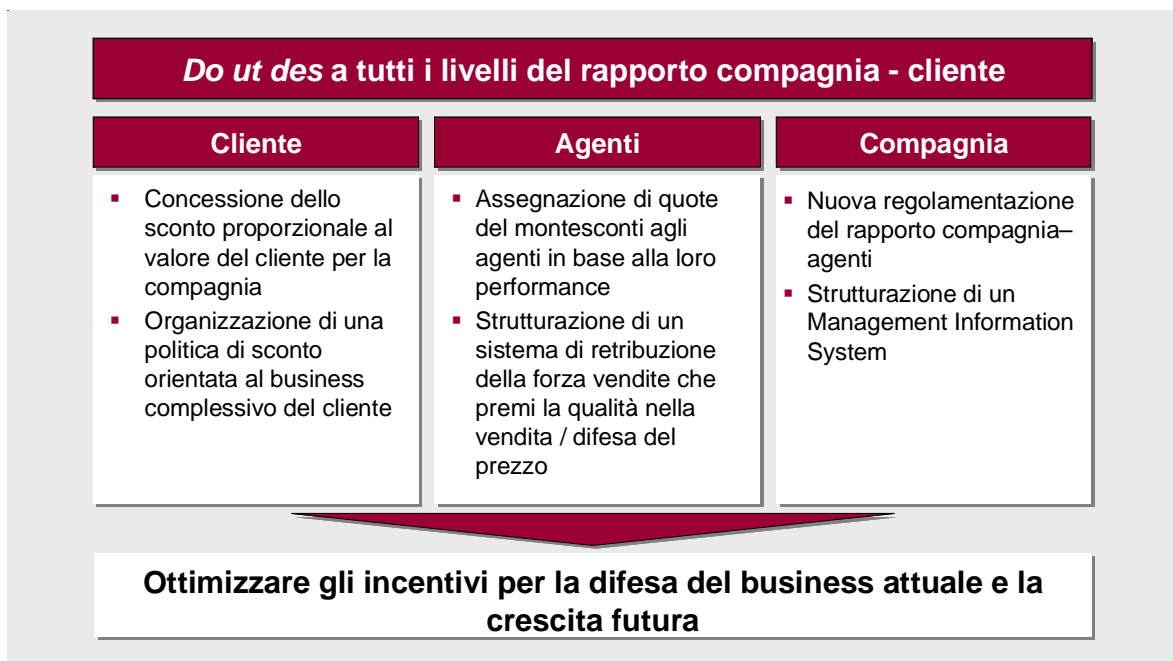 Do ut des a tutti i livelli del rapporto compagnia - cliente
Cliente
▪ Concessione dello
sconto proporzionale al
valore del cliente per la
compagnia
▪ Organizzazione di una
politica di sconto
orientata al business
complessivo del cliente
Agenti
▪ Assegnazione di quote
del montesconti agli
agenti in base alla loro
performance
▪ Strutturazione di un
sistema di retribuzione
della forza vendite che
premi la qualità nella
vendita / difesa del
prezzo
Compagnia
▪ Nuova regolamentazione
del rapporto compagnia–
agenti
▪ Strutturazione di un
Management Information
System
Ottimizzare gli incentivi per la difesa del business attuale e la
crescita futura